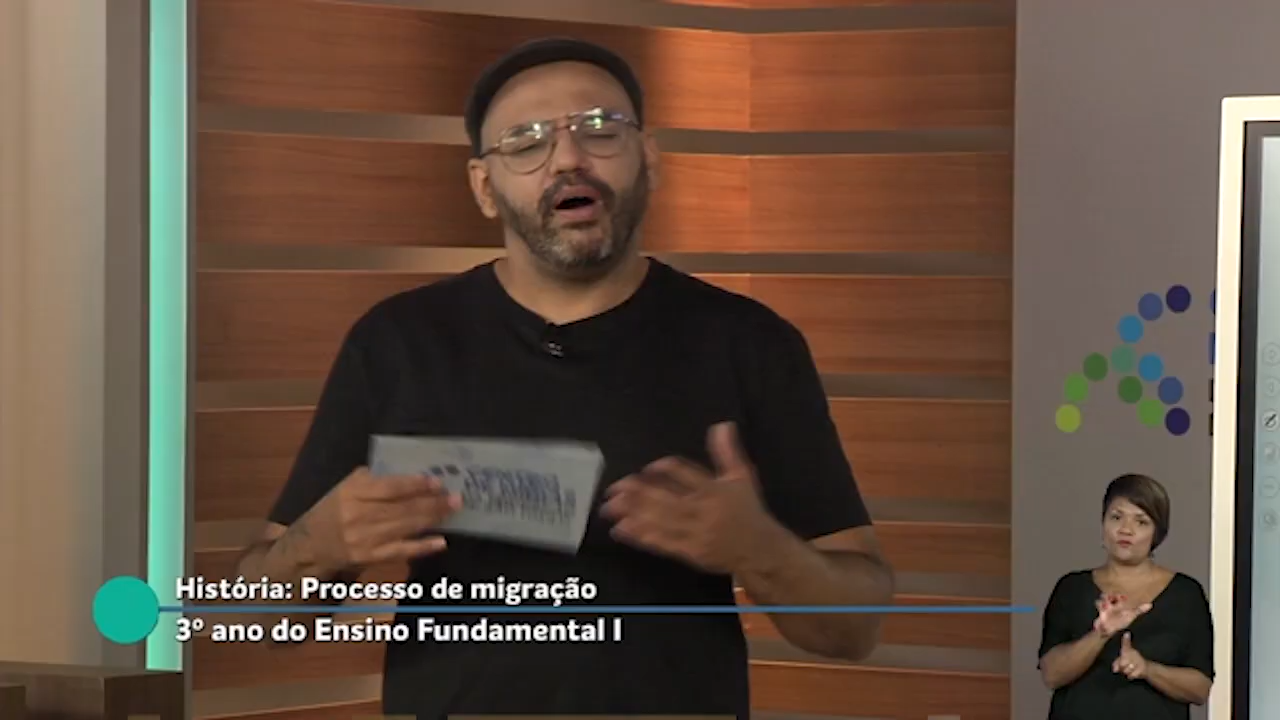 História: Processo de migração
3º ano do Ensino Fundamental I